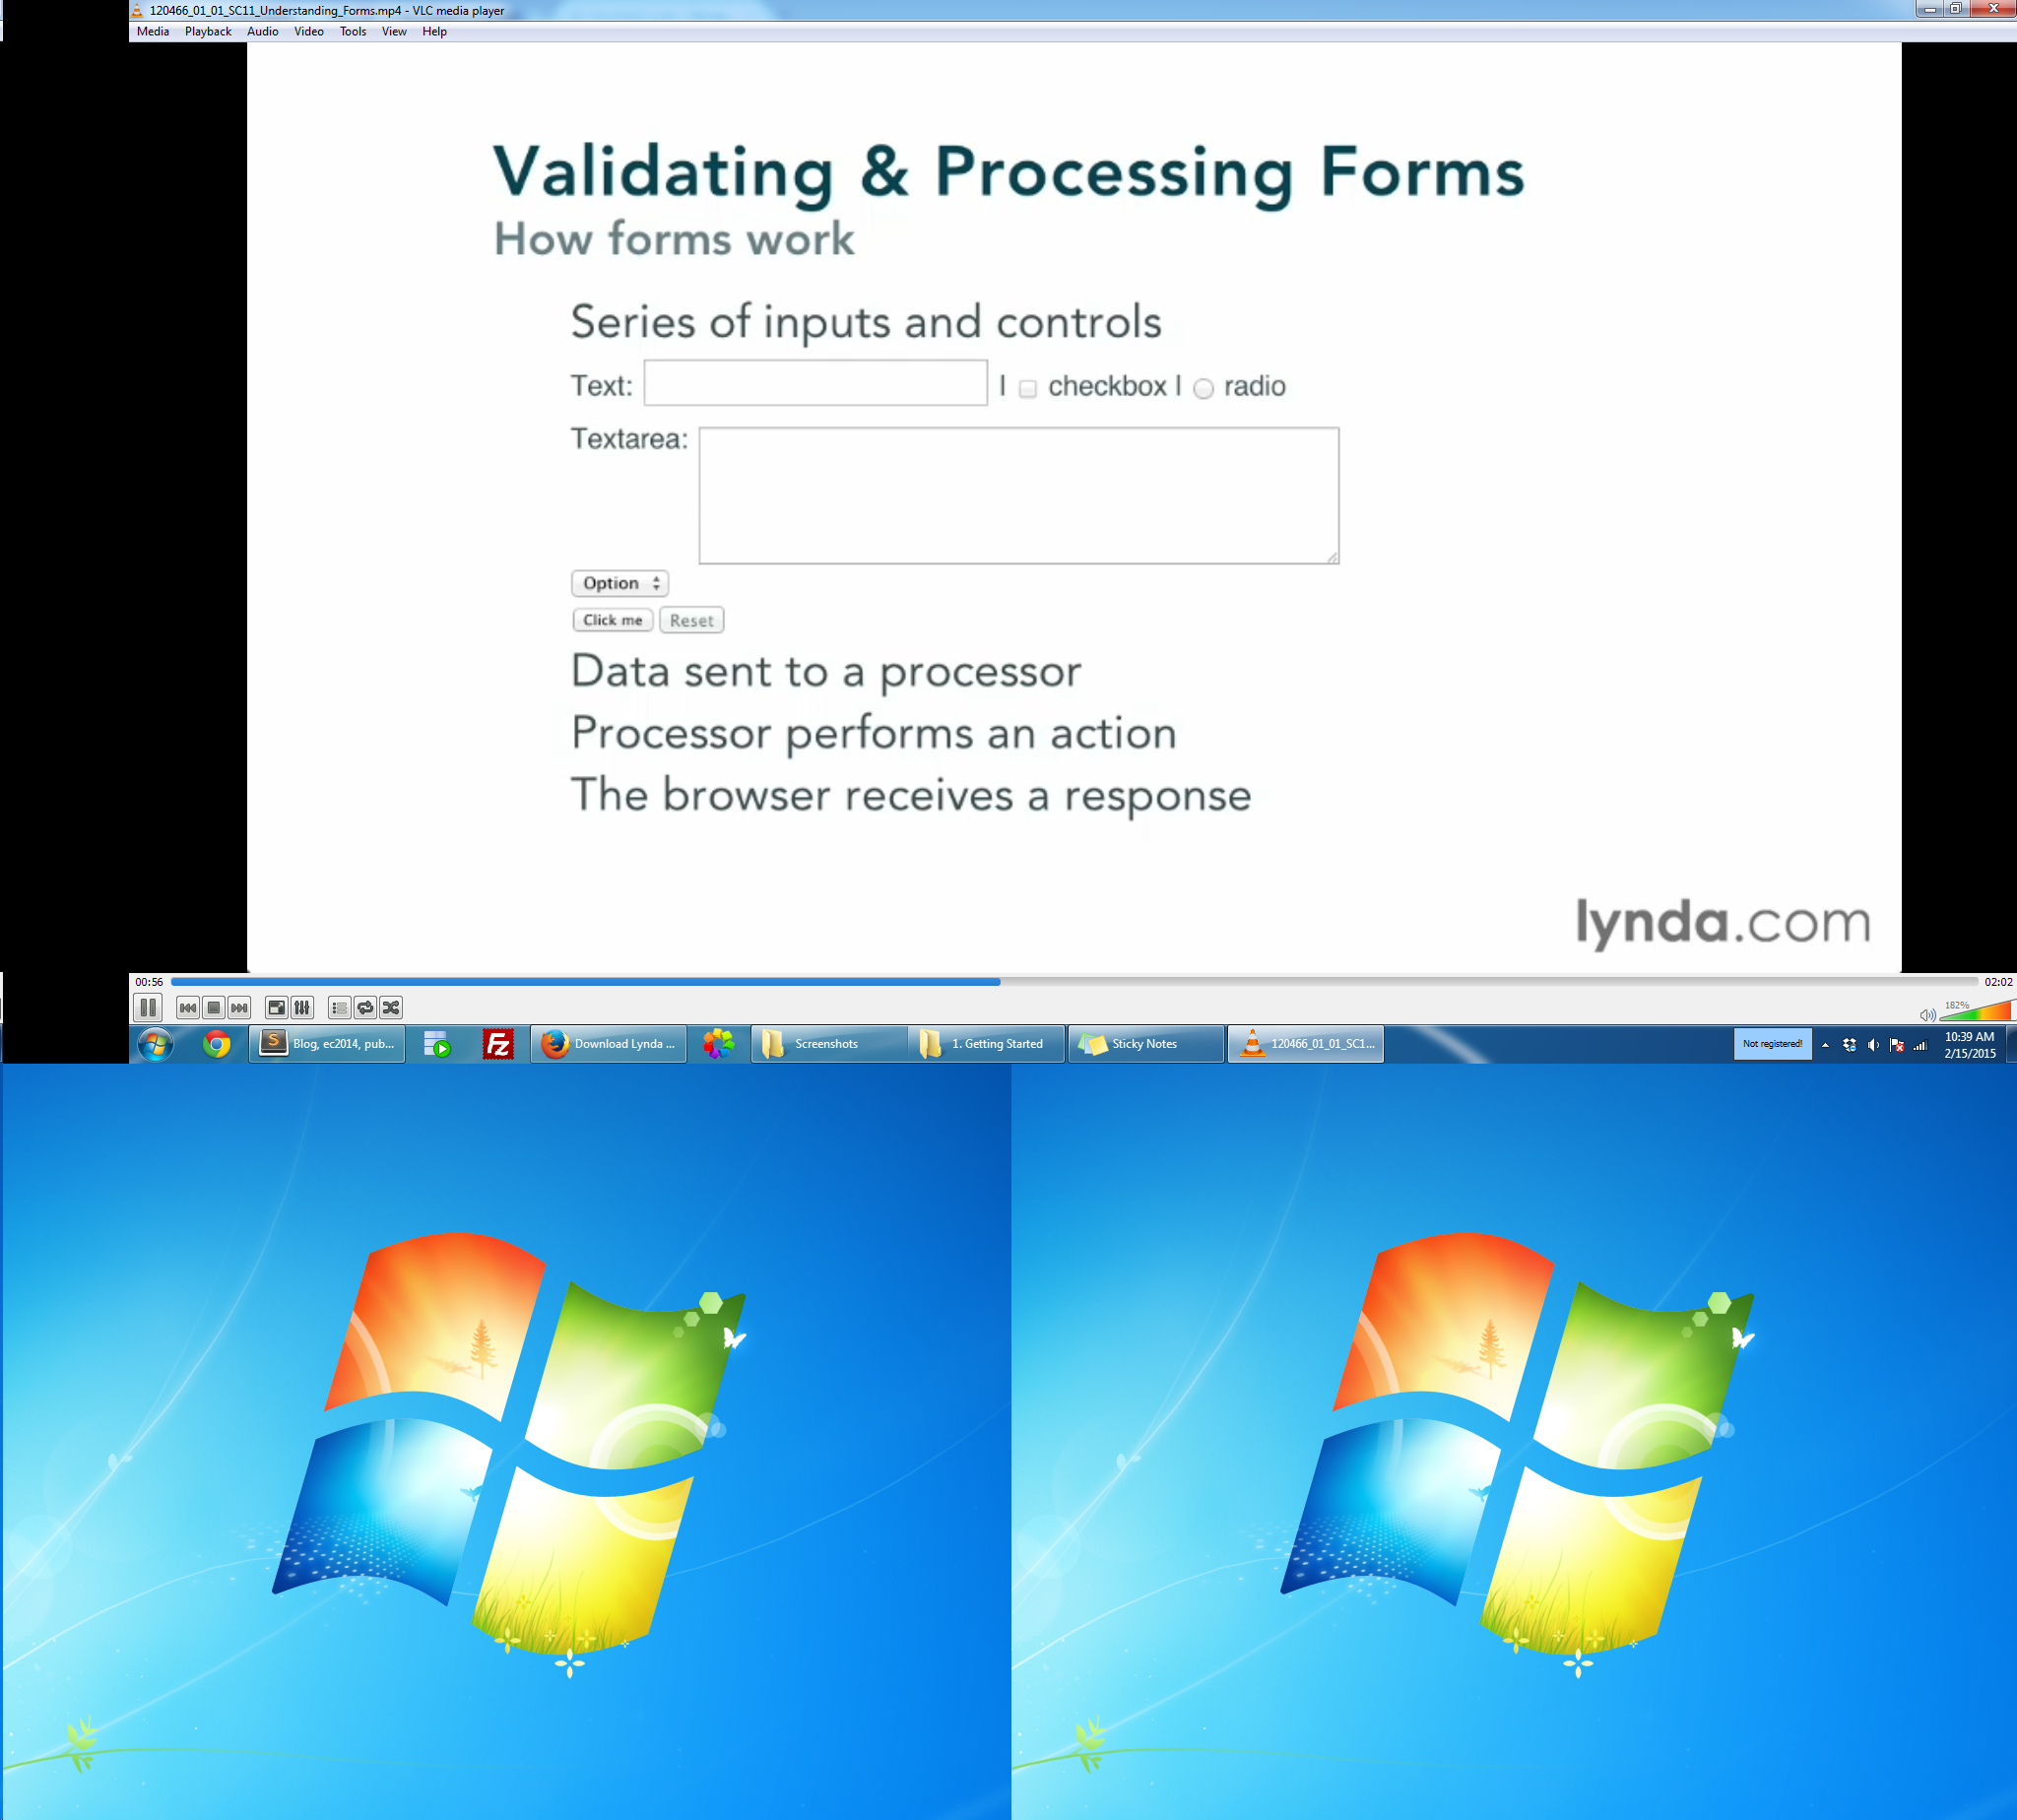 120466_01_01_SC11_Understanding_Forms.mp4 - VLC media player
Media Playback Audio Video Tools View Help
Validating & Processing Forms
How forms work
Series of inputs and controls
Text: | checkbox | radio
Textarea:
Option
Click me Reset
Data sent to a processor
Processor performs an action
The browser receives a response
lynda.com
00:56 02:02
182%
Blog, ec2014, pub... Download Lynda ... Screenshots 1. Getting Started Sticky Notes 120466_01_01_SC1... Not registered! 10:39 AM
2/15/2015